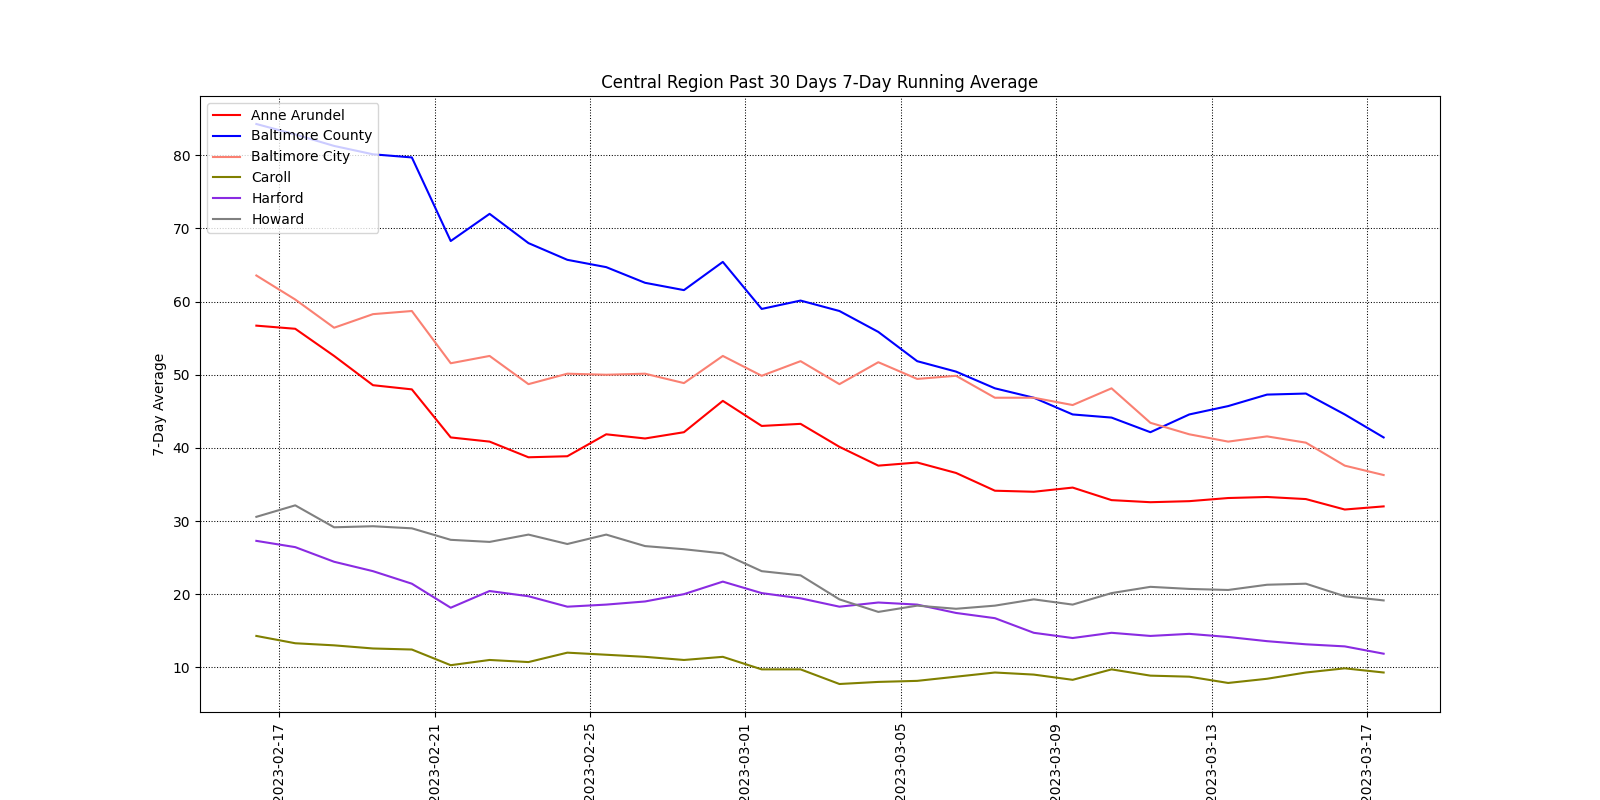 Central Region Past 30 Days 7-Day Running Average
Anne Arundel
Baltimore County
Baltimore City
Caroll
Harford
Howard
80
70
60
50
40
30
20
10
7-Day Average
2023-02-17
2023-02-21
2023-02-25
2023-03-01
2023-03-05
2023-03-09
2023-03-13
2023-03-17